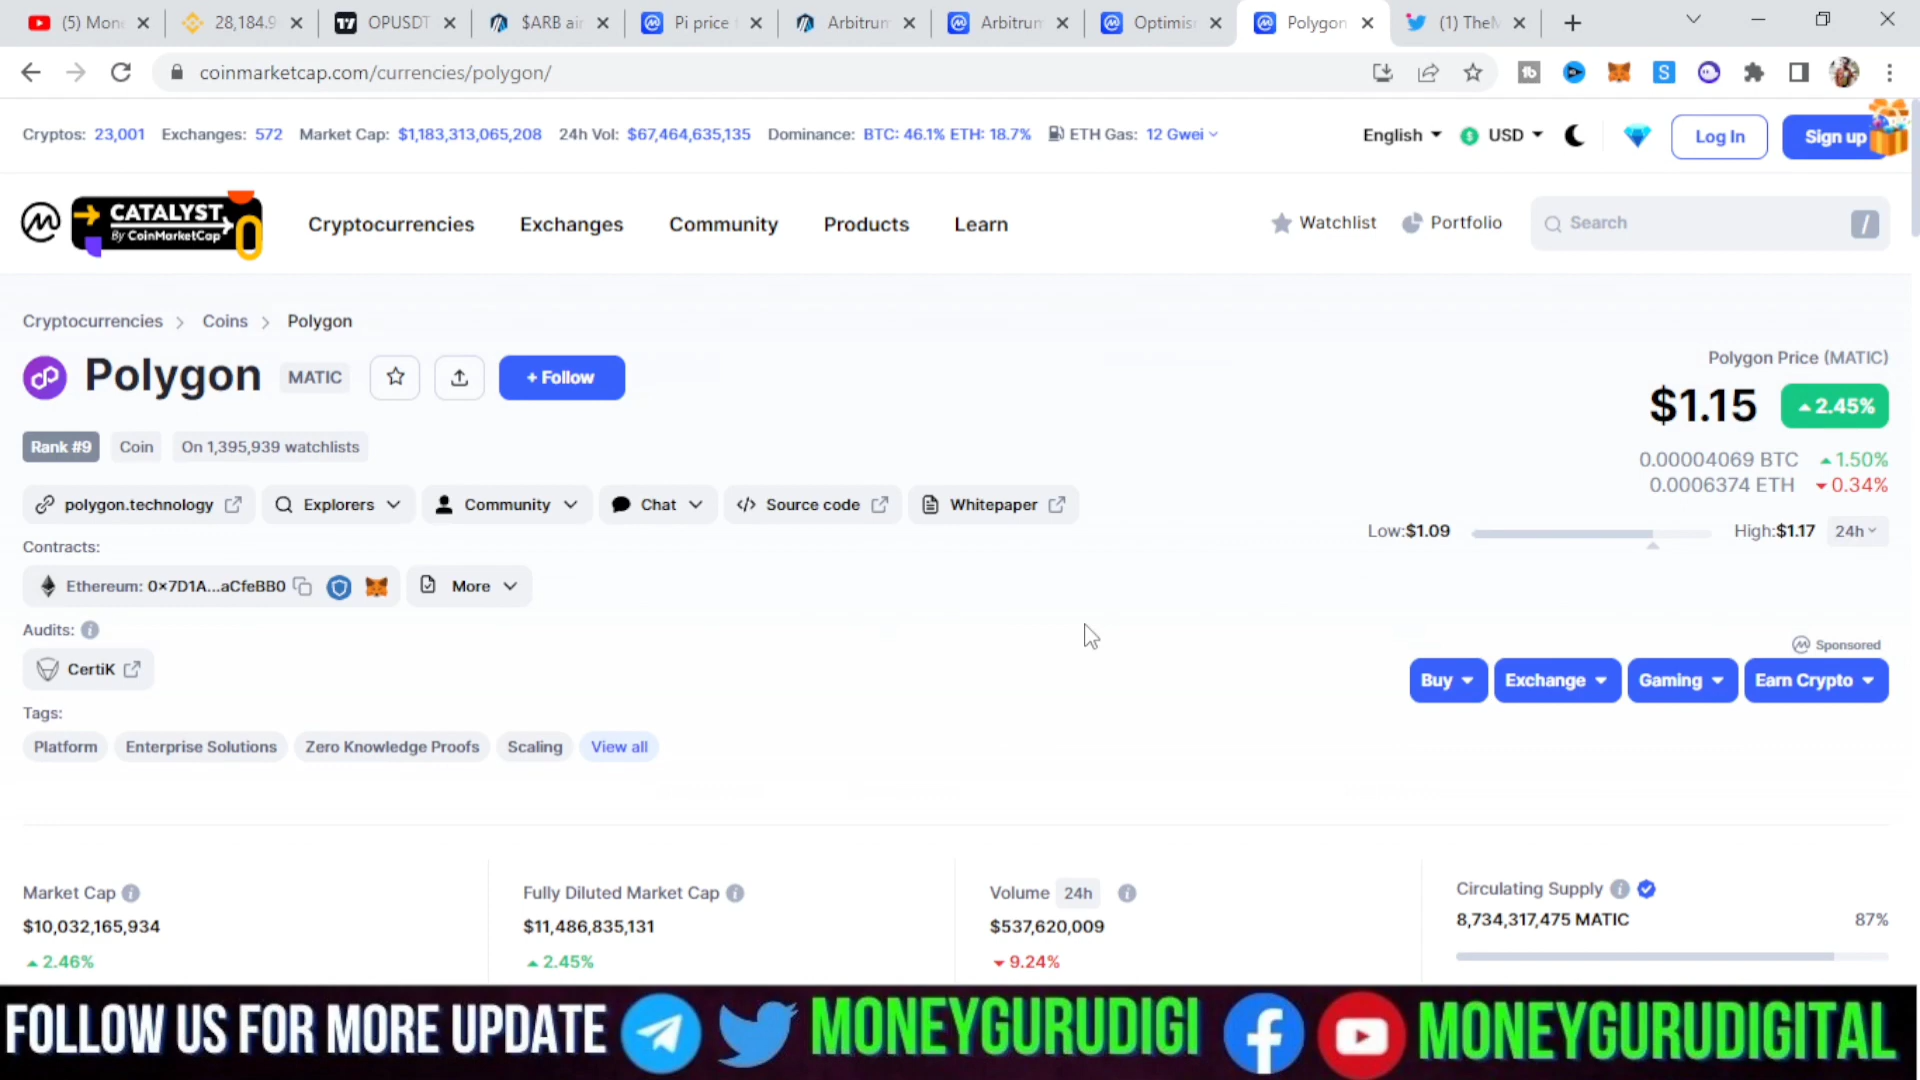 (5) Mon
28,184.9
OPUSDT
$ARB air
Pi price
Arbitrum
Arbitrum
Optimism
Polygon
(1) TheM
coinmarketcap.com/currencies/polygon/
Cryptos: 23,001 Exchanges: 572 Market Cap: $1,183,313,065,208 24h Vol: $67,464,635,135 Dominance: BTC: 46.1% ETH: 18.7% ETH Gas: 12 Gwei
English USD Log In Sign up
CATALYST
By CoinMarketCap
Cryptocurrencies Exchanges Community Products Learn Watchlist Portfolio Search /
Cryptocurrencies > Coins > Polygon
Polygon MATIC + Follow
Polygon Price (MATIC)
$1.15 2.45%
Rank #9 Coin On 1,395,939 watchlists
0.00004069 BTC 1.50%
0.0006374 ETH 0.34%
polygon.technology Explorers Community Chat Source code Whitepaper
Low:$1.09 High:$1.17 24h
Contracts:
Ethereum: 0x7D1A...aCfeBB0 More
Audits:
CertiK
Sponsored
Buy Exchange Gaming Earn Crypto
Tags:
Platform Enterprise Solutions Zero Knowledge Proofs Scaling View all
Market Cap
$10,032,165,934
2.46%
Fully Diluted Market Cap
$11,486,835,131
2.45%
Volume 24h
$537,620,009
9.24%
Circulating Supply
8,734,317,475 MATIC 87%
FOLLOW US FOR MORE UPDATE MONEYGURUDIGI MONEYGURUDIGITAL